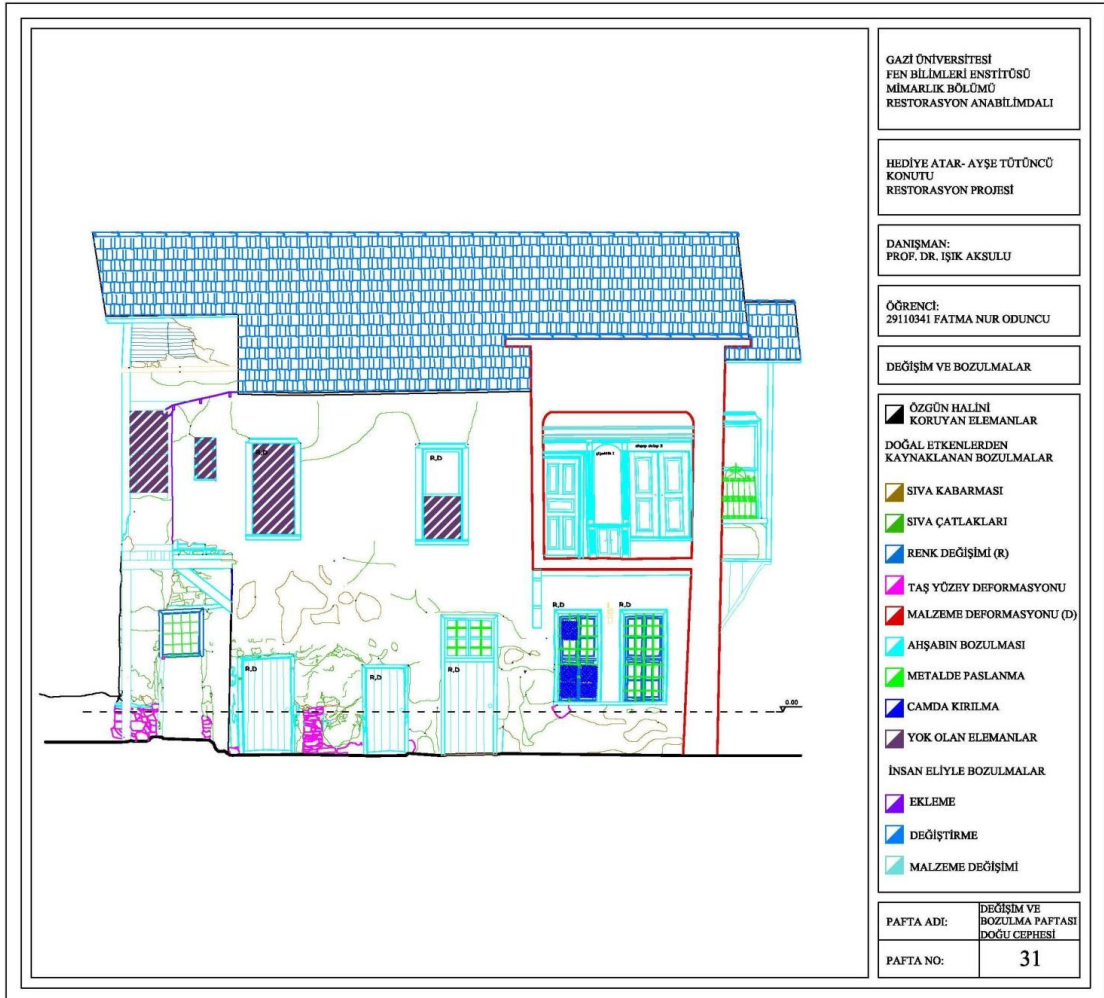 GAZİ ÜNİVERSİTESİ
FEN BİLİMLERİ ENSTİTÜSÜ
MİMARLIK BÖLÜMÜ
RESTORASYON ANABİLİMDALI
HEDİYE ATAR- AYŞE TÜTÜNCÜ
KONUTU
RESTORASYON PROJESİ
DANIŞMAN:
PROF. DR. IŞIK AKSULU
ÖĞRENCİ:
29110341 FATMA NUR ODUNCU
DEĞİŞİM VE BOZULMALAR
ÖZGÜN HALİNİ
KORUYAN ELEMANLAR
DOĞAL ETKENLERDEN
KAYNAKLANAN BOZULMALAR
SIVA KABARMASI
SIVA ÇATLAKLARI
RENK DEĞİŞİMİ (R)
TAŞ YÜZEY DEFORMASYONU
MALZEME DEFORMASYONU (D)
AHŞABIN BOZULMASI
METALDE PASLANMA
CAMDA KIRILMA
YOK OLAN ELEMANLAR
İNSAN ELİYLE BOZULMALAR
EKLEME
DEĞİŞTİRME
MALZEME DEĞİŞİMİ
PAFTA ADI:
DEĞİŞİM VE
BOZULMA PAFTASI
DOĞU CEPHESİ
PAFTA NO:
31
R,D
R,D
R,D
R,D
R,D
R,D
R,D
0.00